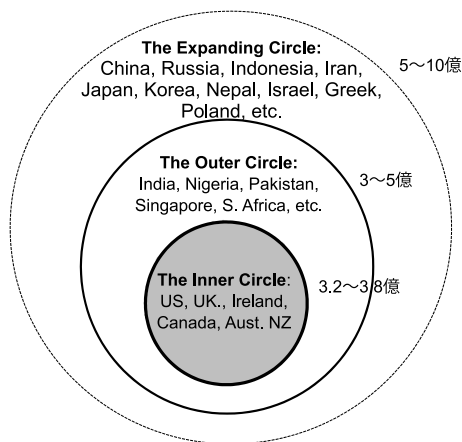 The Expanding Circle:
China, Russia, Indonesia, Iran,
Japan, Korea, Nepal, Israel, Greek,
Poland, etc.
5～10億
The Outer Circle:
India, Nigeria, Pakistan,
Singapore, S. Africa, etc.
3～5億
The Inner Circle:
US, UK., Ireland,
Canada, Aust. NZ
3.2～3.8億